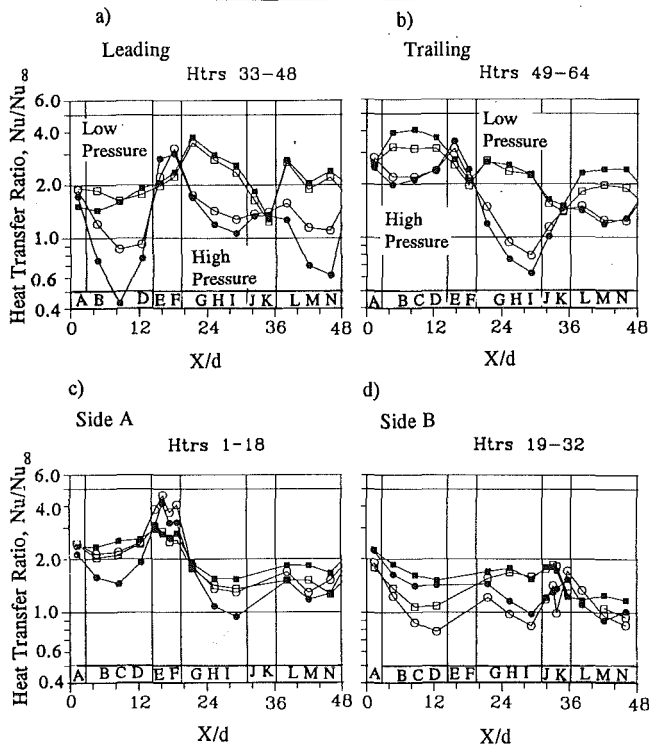 a)
Leading
Htrs 33-48
Heat Transfer Ratio, Nu/Nu∞
6.0
4.0
2.0
1.0
0.6
0.4
Low
Pressure
High
Pressure
A B D E F G H I J K L M N
0 12 24 36 48
X/d
b)
Trailing
Htrs 49-64
Low
Pressure
High
Pressure
A B C D E F G H I J K L M N
0 12 24 36 48
X/d
c)
Side A
Htrs 1-18
Heat Transfer Ratio, Nu/Nu∞
6.0
4.0
2.0
1.0
0.6
0.4
A B C D E F G H I J K L M N
0 12 24 36 48
X/d
d)
Side B
Htrs 19-32
A B C D E F G H I J K L M N
0 12 24 36 48
X/d